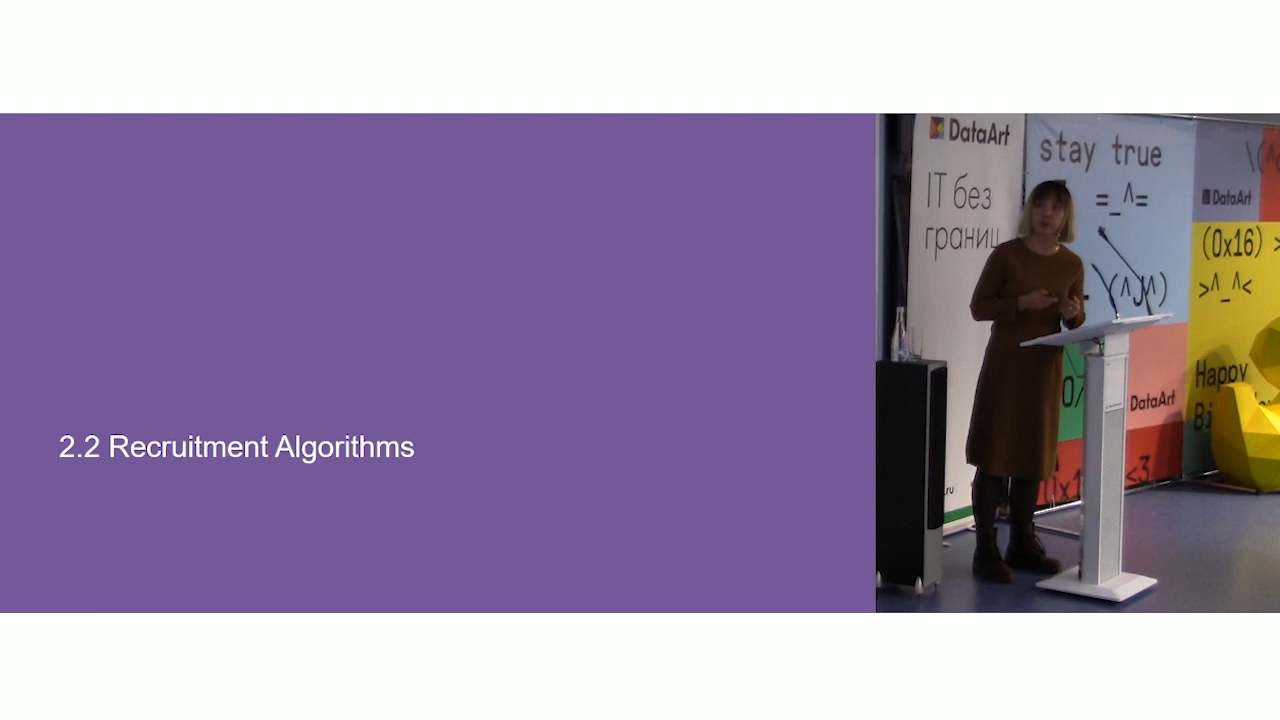 2.2 Recruitment Algorithms
DataArt
IT без
границ
stay true
=_^=
DataArt
(0x16) >
>^_^<
Happy
DataArt
<3